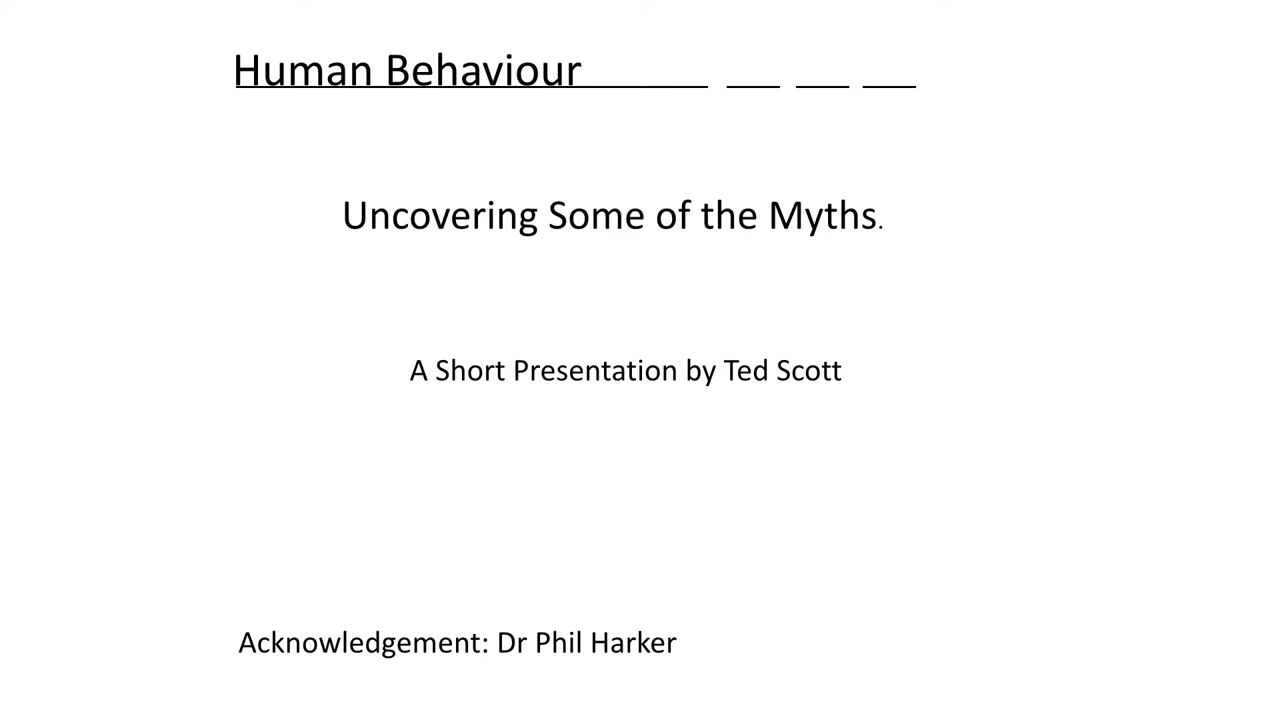 Human Behaviour
Uncovering Some of the Myths.
A Short Presentation by Ted Scott
Acknowledgement: Dr Phil Harker